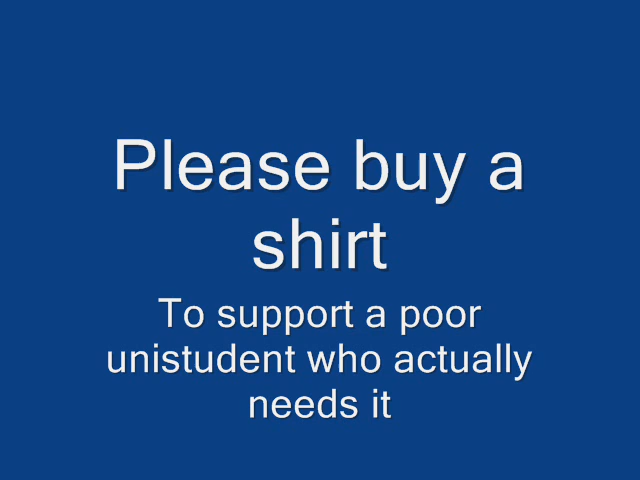 Please buy a
shirt
To support a poor
unistudent who actually
needs it